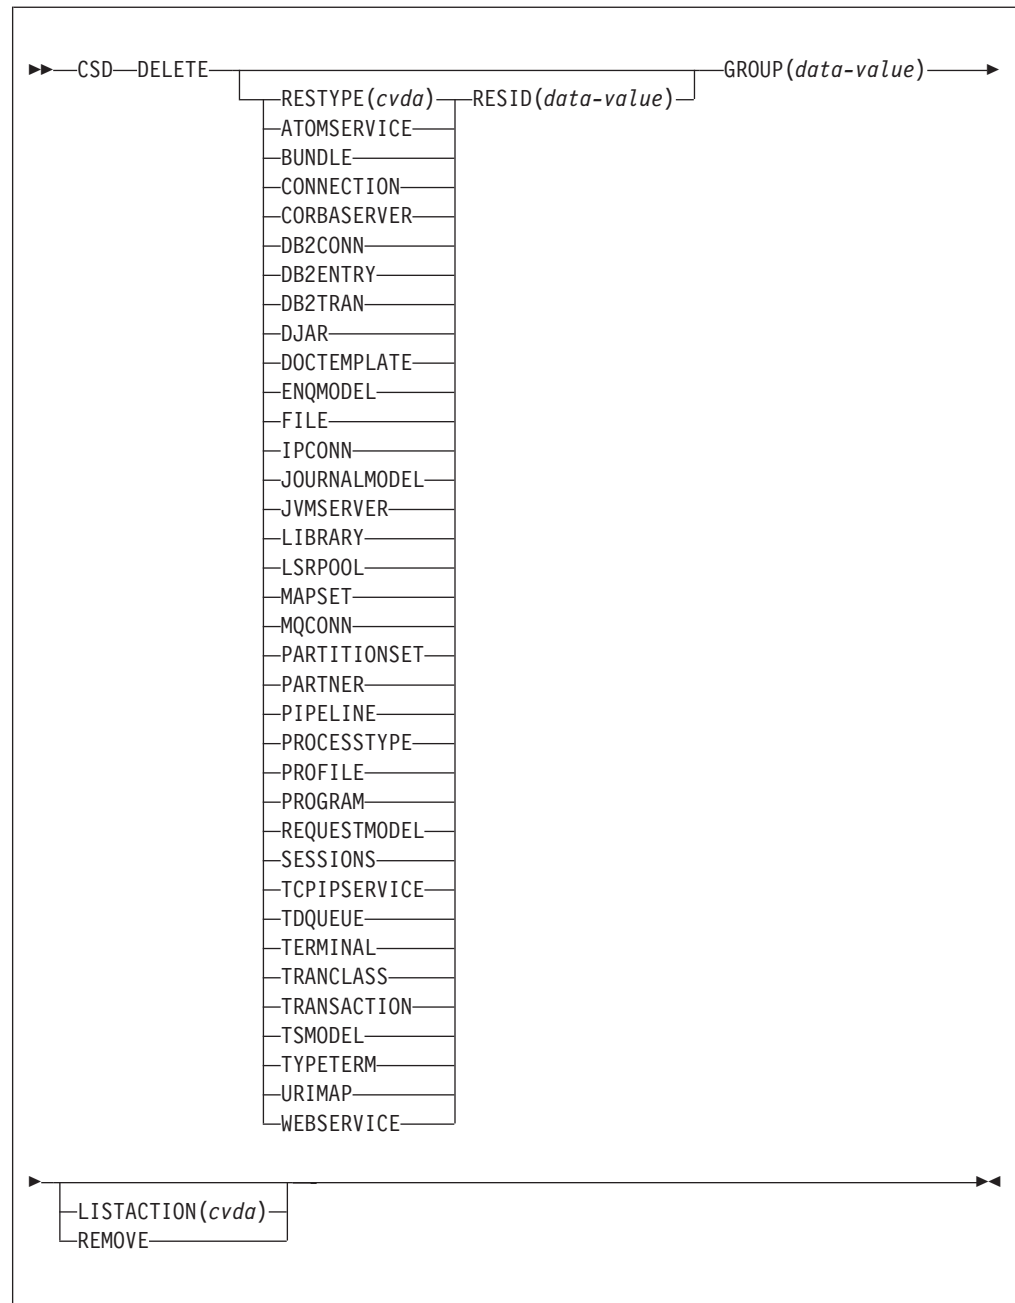 CSD DELETE GROUP(data-value)
RESTYPE(cvda) RESID(data-value)
ATOMSERVICE
BUNDLE
CONNECTION
CORBASERVER
DB2CONN
DB2ENTRY
DB2TRAN
DJAR
DOCTEMPLATE
ENQMODEL
FILE
IPCONN
JOURNALMODEL
JVMSERVER
LIBRARY
LSRPOOL
MAPSET
MQCONN
PARTITIONSET
PARTNER
PIPELINE
PROCESSTYPE
PROFILE
PROGRAM
REQUESTMODEL
SESSIONS
TCPIPSERVICE
TDQUEUE
TERMINAL
TRANCLASS
TRANSACTION
TSMODEL
TYPETERM
URIMAP
WEBSERVICE
LISTACTION(cvda)
REMOVE